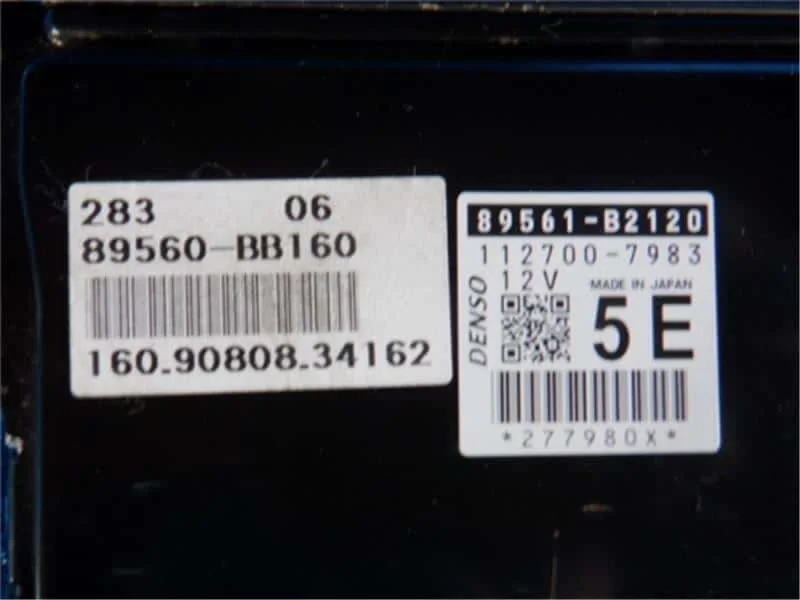 283 06
89560-BB160
160.90808.34162
89561-B2120
112700-7983
12V
MADE IN JAPAN
DENSO
5E
*277980X*